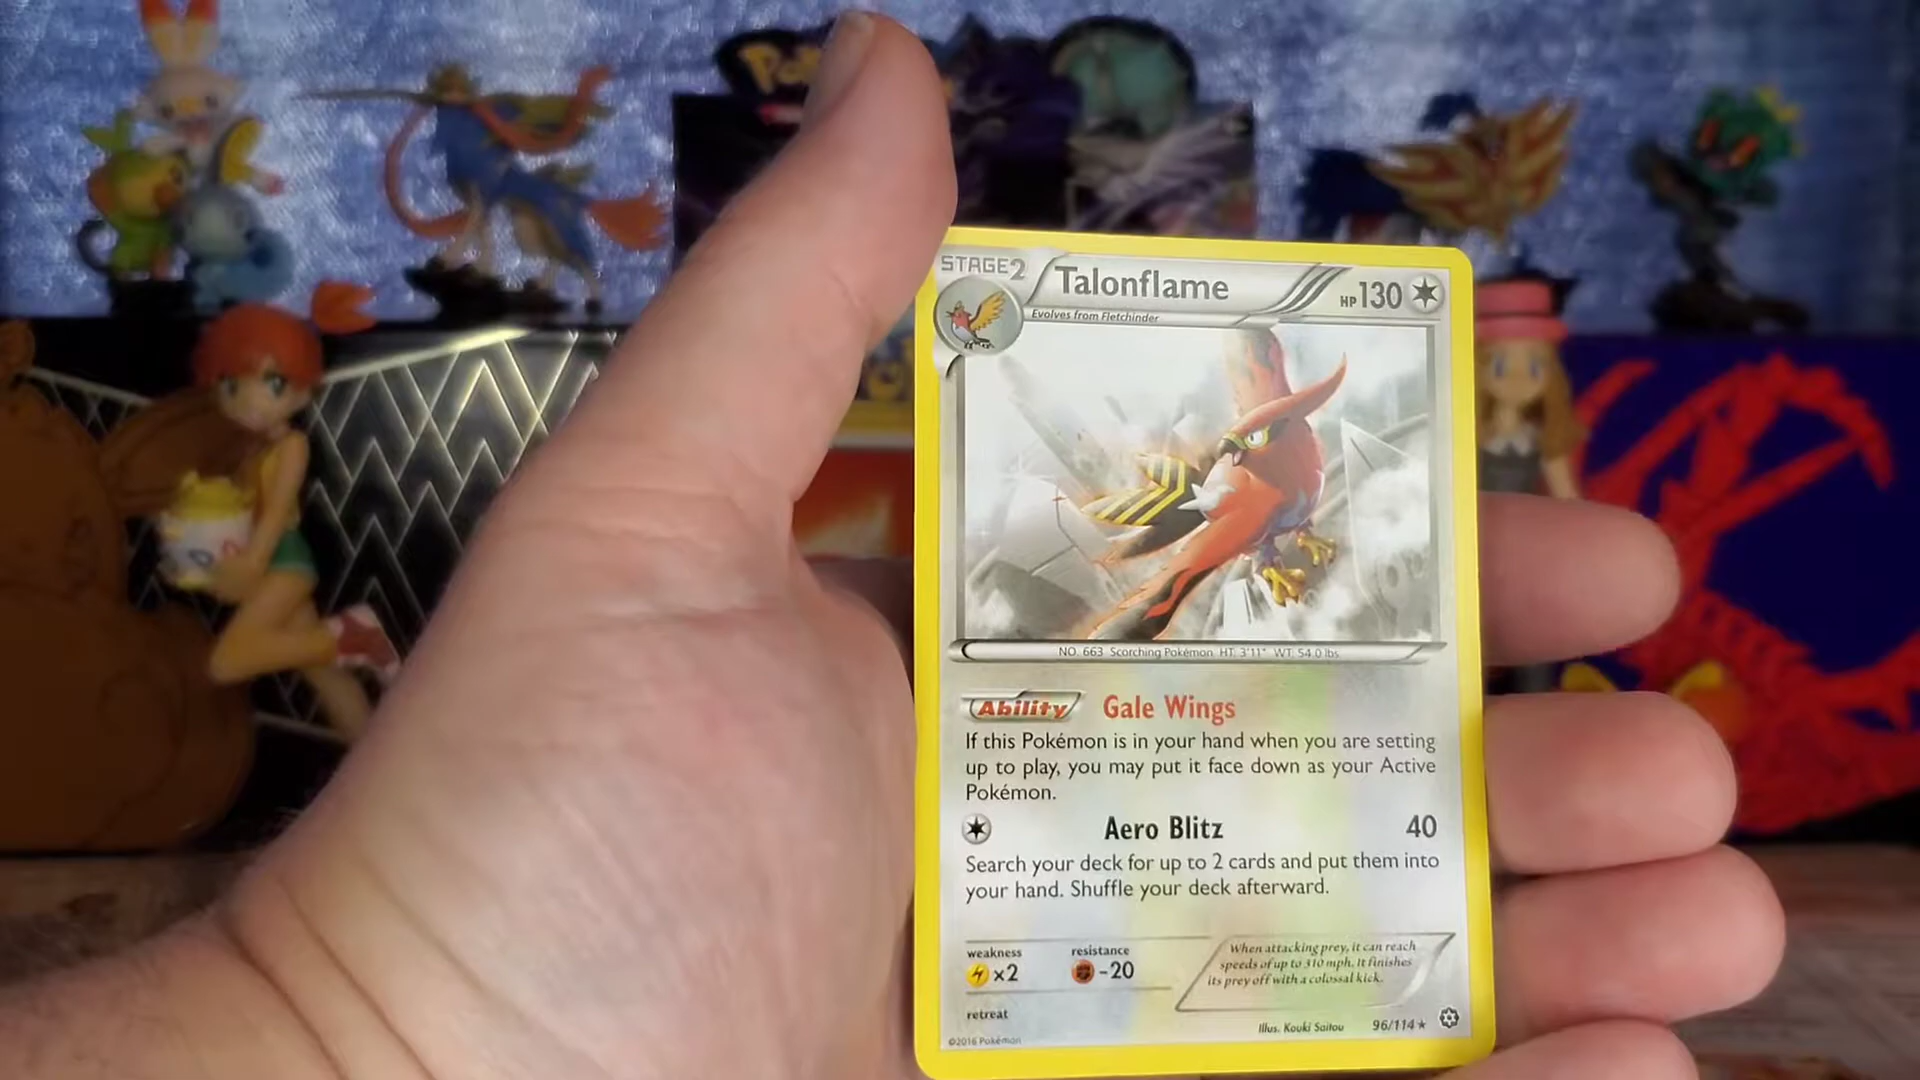 Pok
STAGE2
Talonflame
HP130
Evolves from Fletchinder
NO. 663 Scorching Pokémon HT: 3'11" WT: 54.0 lbs.
Ability Gale Wings
If this Pokémon is in your hand when you are setting
up to play, you may put it face down as your Active
Pokémon.
Aero Blitz 40
Search your deck for up to 2 cards and put them into
your hand. Shuffle your deck afterward.
weakness resistance
×2 -20
When attacking prey, it can reach
speeds of up to 310 mph. It finishes
its prey off with a colossal kick.
retreat
Illus. Kouki Saitou 96/114★
©2016 Pokémon